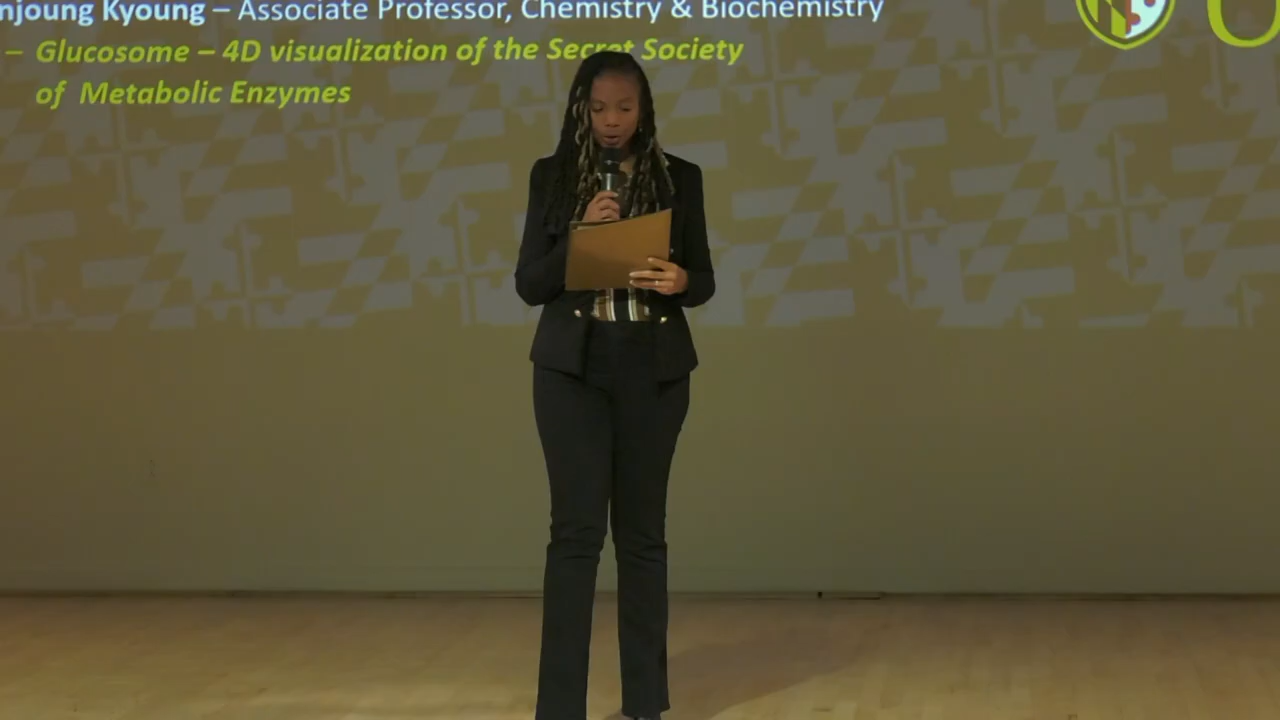 njoung Kyoung – Associate Professor, Chemistry & Biochemistry
– Glucosome – 4D visualization of the Secret Society
of Metabolic Enzymes
U